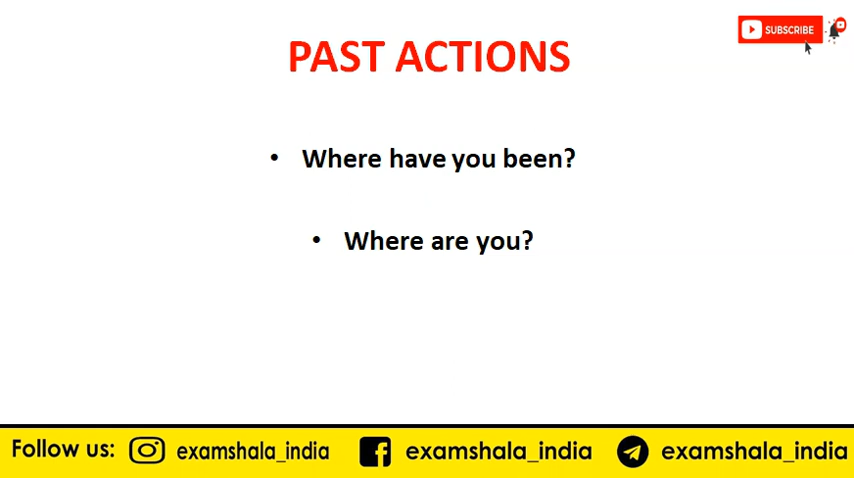 SUBSCRIBE
PAST ACTIONS
• Where have you been?
• Where are you?
Follow us: examshala_india examshala_india examshala_india